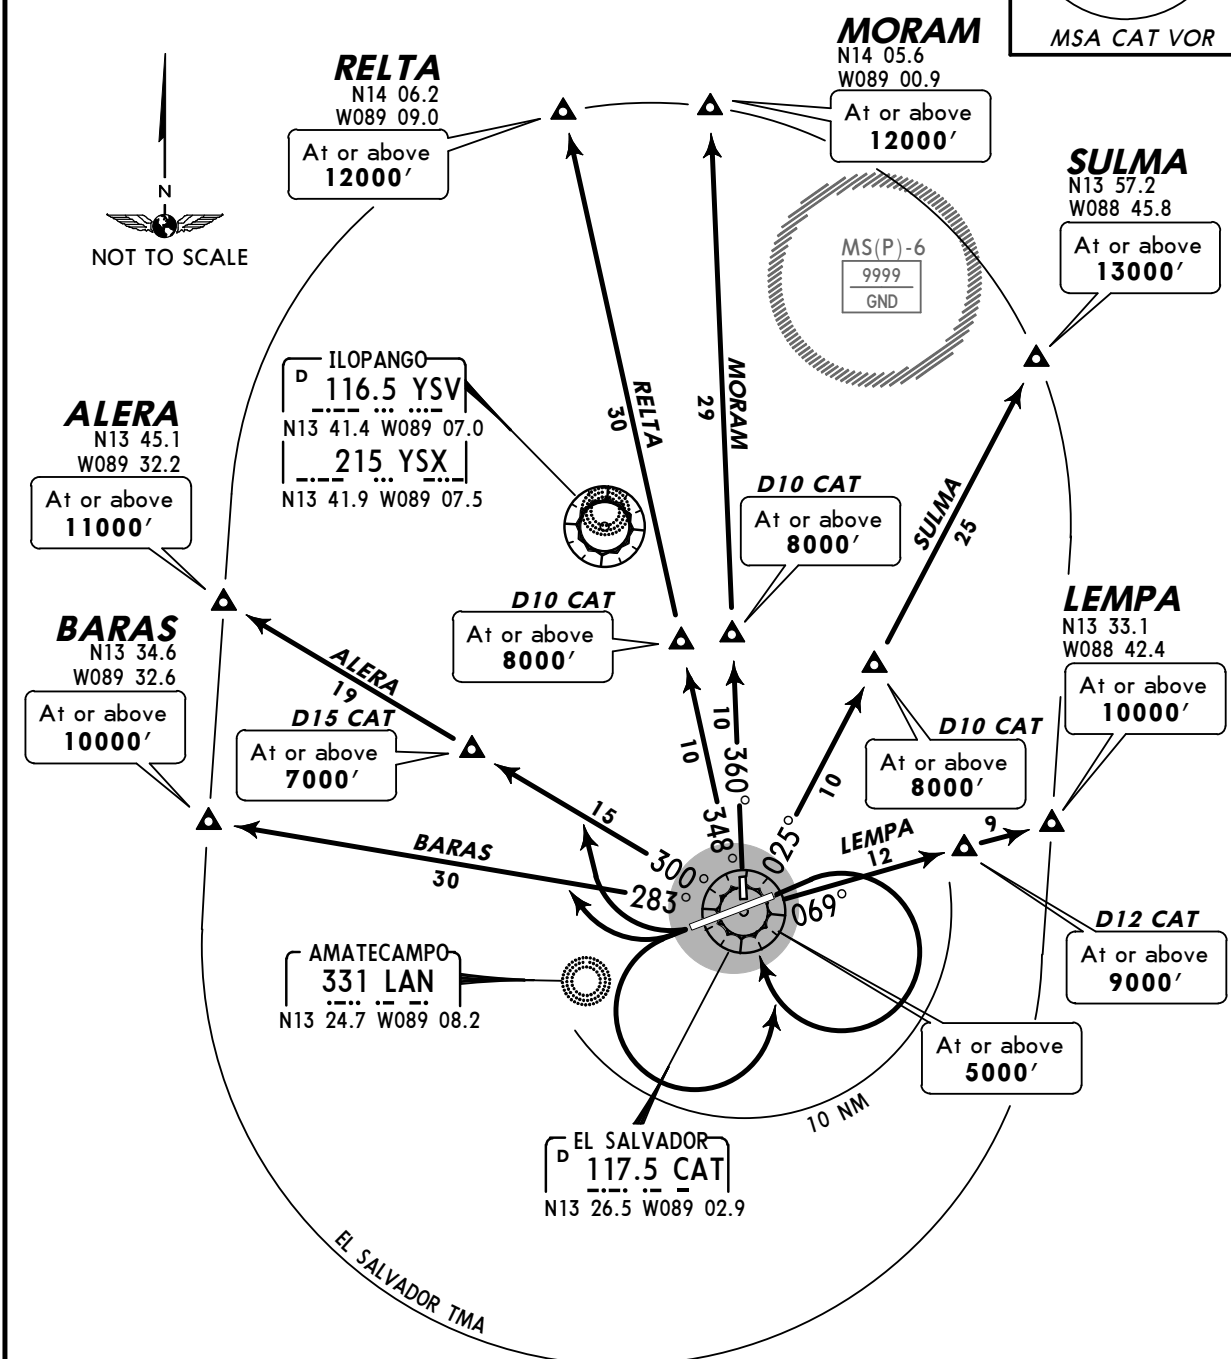 MSA CAT VOR
MORAM
N14 05.6
W089 00.9
At or above
12000′
RELTA
N14 06.2
W089 09.0
At or above
12000′
SULMA
N13 57.2
W088 45.8
At or above
13000′
N
NOT TO SCALE
MS(P)-6
9999
GND
ILOPANGO
D 116.5 YSV
N13 41.4 W089 07.0
215 YSX
N13 41.9 W089 07.5
RELTA
30
MORAM
29
ALERA
N13 45.1
W089 32.2
At or above
11000′
D10 CAT
At or above
8000′
SULMA
25
D10 CAT
At or above
8000′
LEMPA
N13 33.1
W088 42.4
At or above
10000′
BARAS
N13 34.6
W089 32.6
At or above
10000′
ALERA
19
D15 CAT
At or above
7000′
10
10
360°
348°
025°
10
D10 CAT
At or above
8000′
15
BARAS
30
300°
283°
LEMPA
12
9
069°
D12 CAT
At or above
9000′
AMATECAMPO
331 LAN
N13 24.7 W089 08.2
At or above
5000′
10 NM
EL SALVADOR
D 117.5 CAT
N13 26.5 W089 02.9
EL SALVADOR TMA